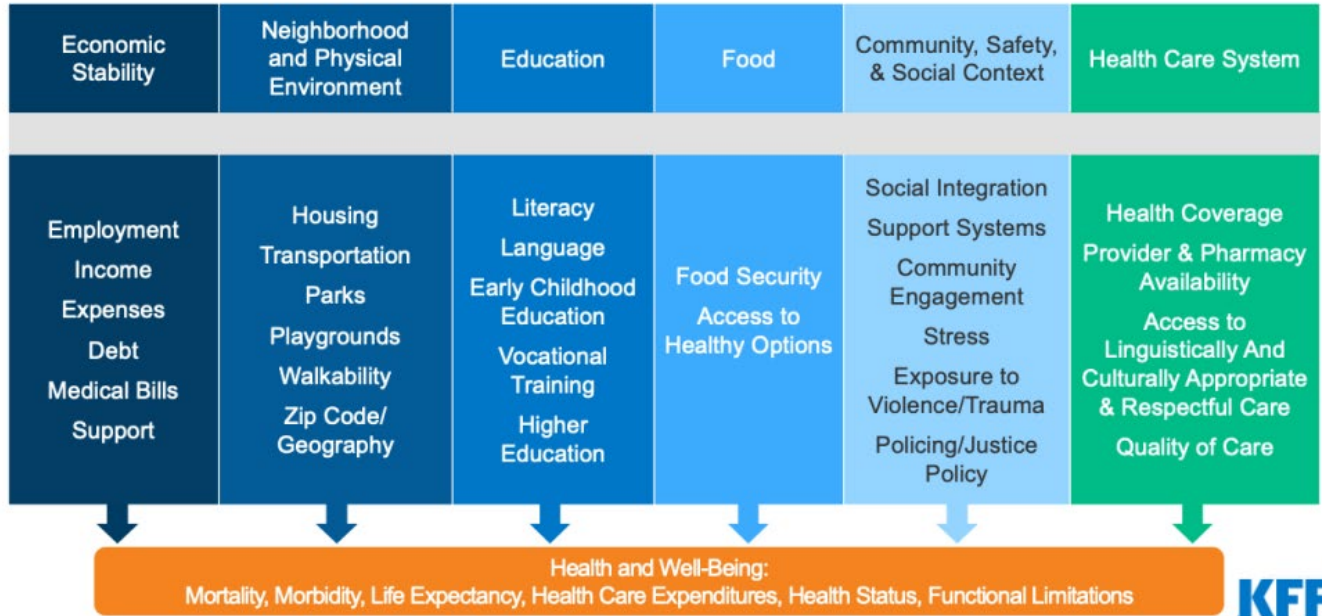 Economic
Stability
Neighborhood
and Physical
Environment
Education
Food
Community, Safety,
& Social Context
Health Care System
Employment
Income
Expenses
Debt
Medical Bills
Support
Housing
Transportation
Parks
Playgrounds
Walkability
Zip Code/
Geography
Literacy
Language
Early Childhood
Education
Vocational
Training
Higher
Education
Food Security
Access to
Healthy Options
Social Integration
Support Systems
Community
Engagement
Stress
Exposure to
Violence/Trauma
Policing/Justice
Policy
Health Coverage
Provider & Pharmacy
Availability
Access to
Linguistically And
Culturally Appropriate
& Respectful Care
Quality of Care
Health and Well-Being:
Mortality, Morbidity, Life Expectancy, Health Care Expenditures, Health Status, Functional Limitations
KFF